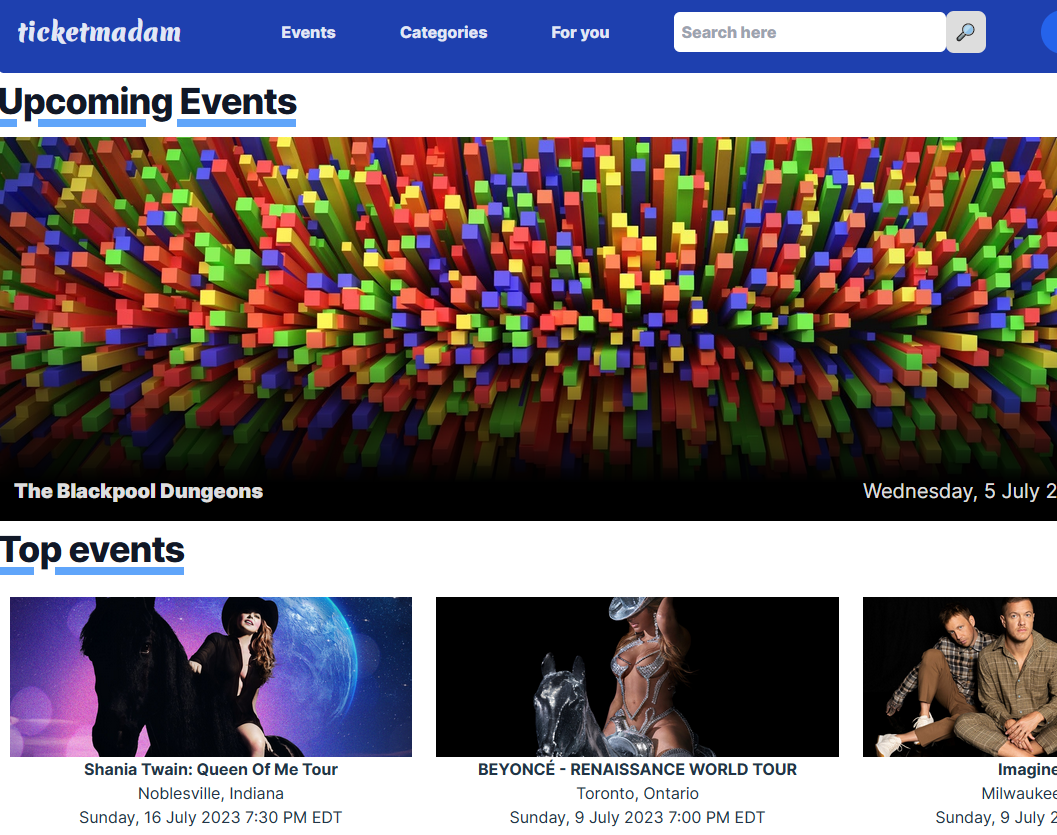 ticketmadam Events Categories For you Search here
Upcoming Events
The Blackpool Dungeons Wednesday, 5 July 2
Top events
Shania Twain: Queen Of Me Tour BEYONCÉ - RENAISSANCE WORLD TOUR Imagine
Noblesville, Indiana Toronto, Ontario Milwaukee
Sunday, 16 July 2023 7:30 PM EDT Sunday, 9 July 2023 7:00 PM EDT Sunday, 9 July 2